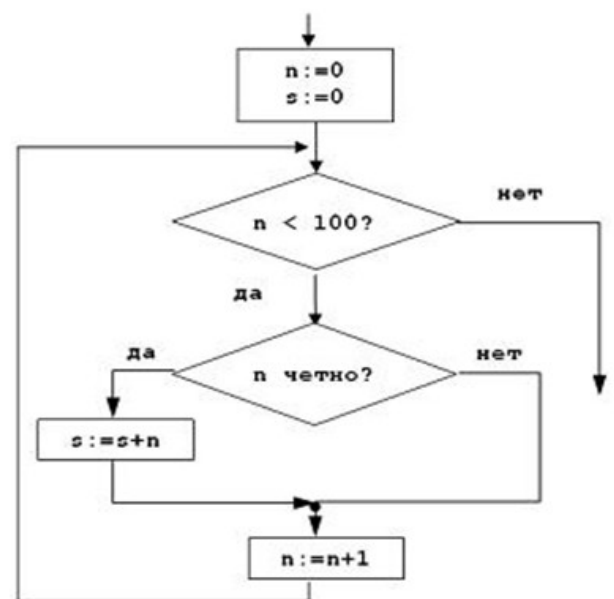 n:=0
s:=0
n < 100?
нет
да
n четно?
да
нет
s:=s+n
n:=n+1